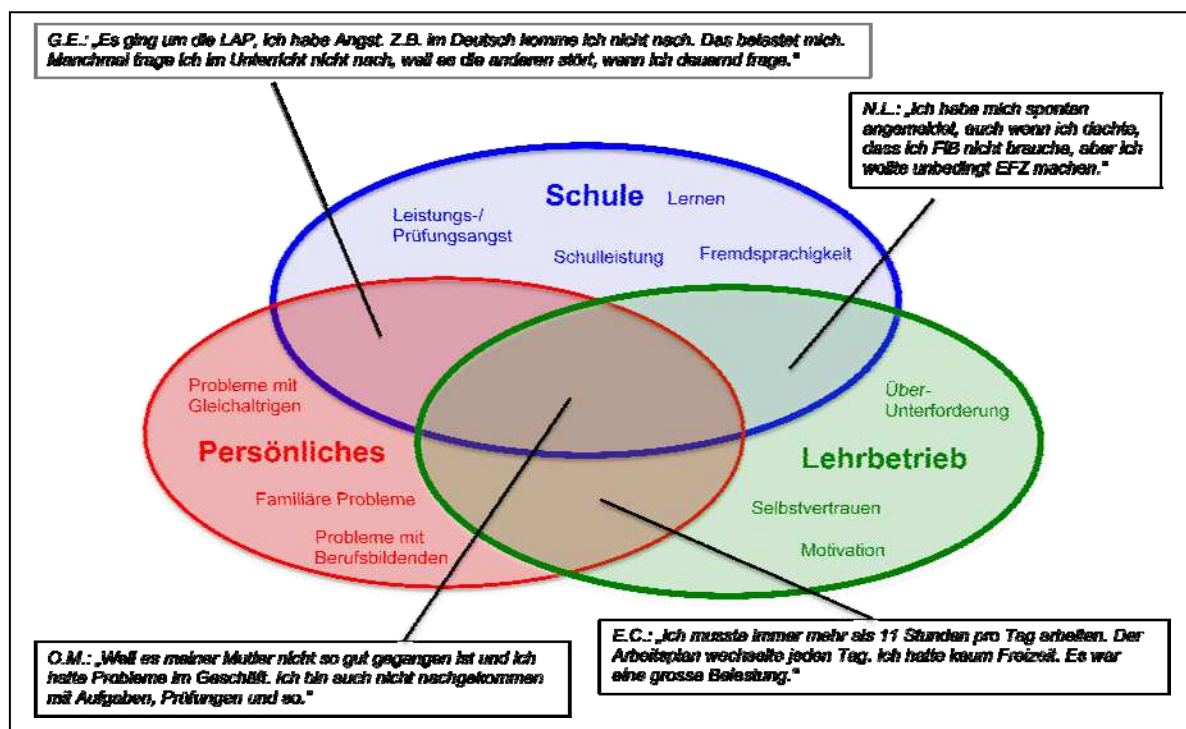 G.E.: „Es ging um die LAP, ich habe Angst. Z.B. im Deutsch komme ich nicht nach. Das belastet mich.
Manchmal frage ich im Unterricht nicht nach, weil es die anderen stört, wenn ich dauernd frage."
N.L.: „Ich habe mich spontan
angemeldet, auch wenn ich dachte,
dass ich FiB nicht brauche, aber ich
wollte unbedingt EFZ machen."
Schule
Lernen
Leistungs-/
Prüfungsangst
Schulleistung
Fremdsprachigkeit
Probleme mit
Gleichaltrigen
Persönliches
Familiäre Probleme
Probleme mit
Berufsbildenden
Über-
Unterforderung
Lehrbetrieb
Selbstvertrauen
Motivation
O.M.: „Weil es meiner Mutter nicht so gut gegangen ist und ich
hatte Probleme im Geschäft. Ich bin auch nicht nachgekommen
mit Aufgaben, Prüfungen und so."
E.C.: „Ich musste immer mehr als 11 Stunden pro Tag arbeiten. Der
Arbeitsplan wechselte jeden Tag. Ich hatte kaum Freizeit. Es war
eine grosse Belastung."